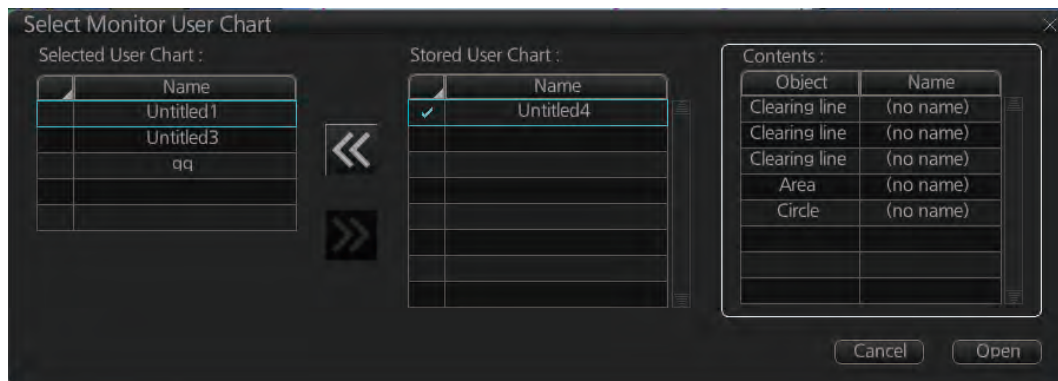 Select Monitor User Chart
Selected User Chart :
Name
Untitled1
Untitled3
qq
Stored User Chart :
Name
Untitled4
Contents :
Object Name
Clearing line (no name)
Clearing line (no name)
Clearing line (no name)
Area (no name)
Circle (no name)
Cancel Open